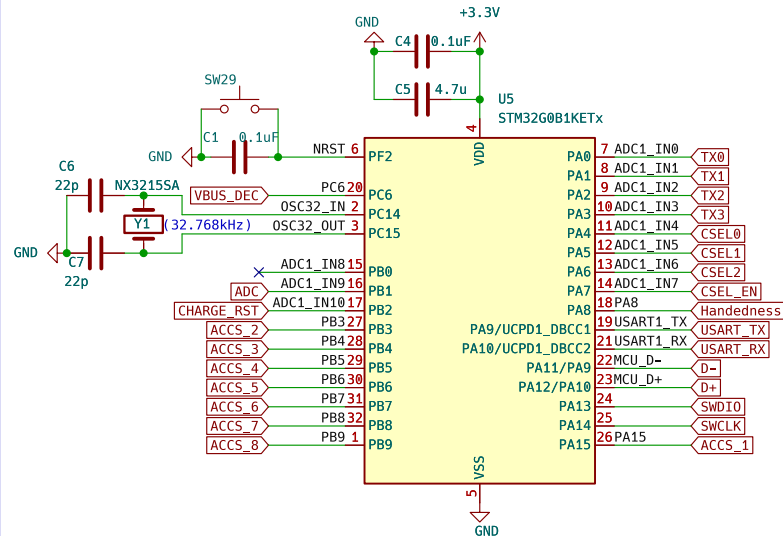 +3.3V
GND
C4 0.1uF
C5 4.7u
U5
STM32G0B1KETx
SW29
C1 0.1uF
GND
NRST 6 PF2
4 VDD
C6
22p
NX3215SA
Y1 (32.768kHz)
GND
C7
22p
VBUS_DEC PC6 20 PC6
OSC32_IN 2 PC14
OSC32_OUT 3 PC15
ADC1_IN8 15 PB0
ADC ADC1_IN9 16 PB1
CHARGE_RST ADC1_IN10 17 PB2
ACCS_2 PB3 27 PB3
ACCS_3 PB4 28 PB4
ACCS_4 PB5 29 PB5
ACCS_5 PB6 30 PB6
ACCS_6 PB7 31 PB7
ACCS_7 PB8 32 PB8
ACCS_8 PB9 1 PB9
PA0 7 ADC1_IN0 TX0
PA1 8 ADC1_IN1 TX1
PA2 9 ADC1_IN2 TX2
PA3 10 ADC1_IN3 TX3
PA4 11 ADC1_IN4 CSEL0
PA5 12 ADC1_IN5 CSEL1
PA6 13 ADC1_IN6 CSEL2
PA7 14 ADC1_IN7 CSEL_EN
PA8 18 PA8 Handedness
PA9/UCPD1_DBCC1 19 USART1_TX USART_TX
PA10/UCPD1_DBCC2 21 USART1_RX USART_RX
PA11/PA9 22 MCU_D- D-
PA12/PA10 23 MCU_D+ D+
PA13 24 SWDIO
PA14 25 SWCLK
PA15 26 PA15 ACCS_1
VSS 5
GND